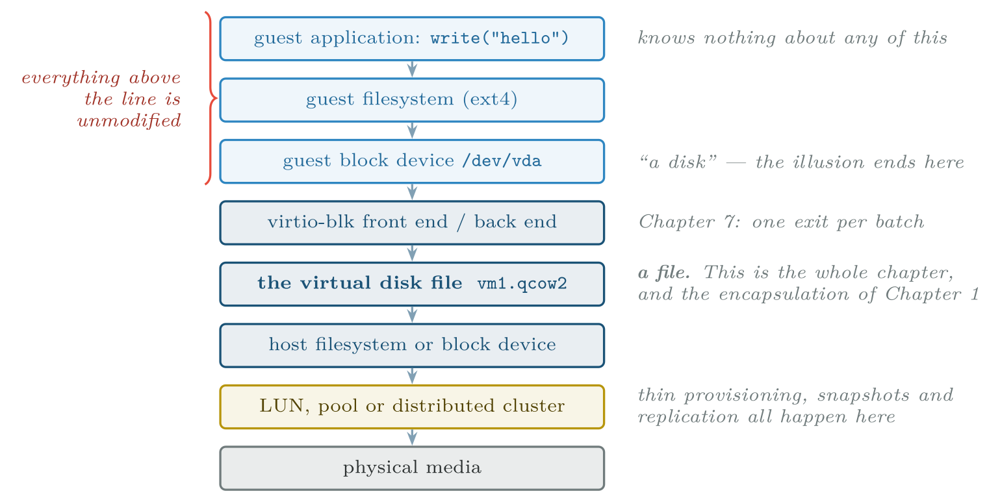 guest application: write("hello")
knows nothing about any of this
everything above
the line is
unmodified
guest filesystem (ext4)
guest block device /dev/vda
“a disk” — the illusion ends here
virtio-blk front end / back end
Chapter 7: one exit per batch
the virtual disk file vm1.qcow2
a file. This is the whole chapter,
and the encapsulation of Chapter 1
host filesystem or block device
LUN, pool or distributed cluster
thin provisioning, snapshots and
replication all happen here
physical media